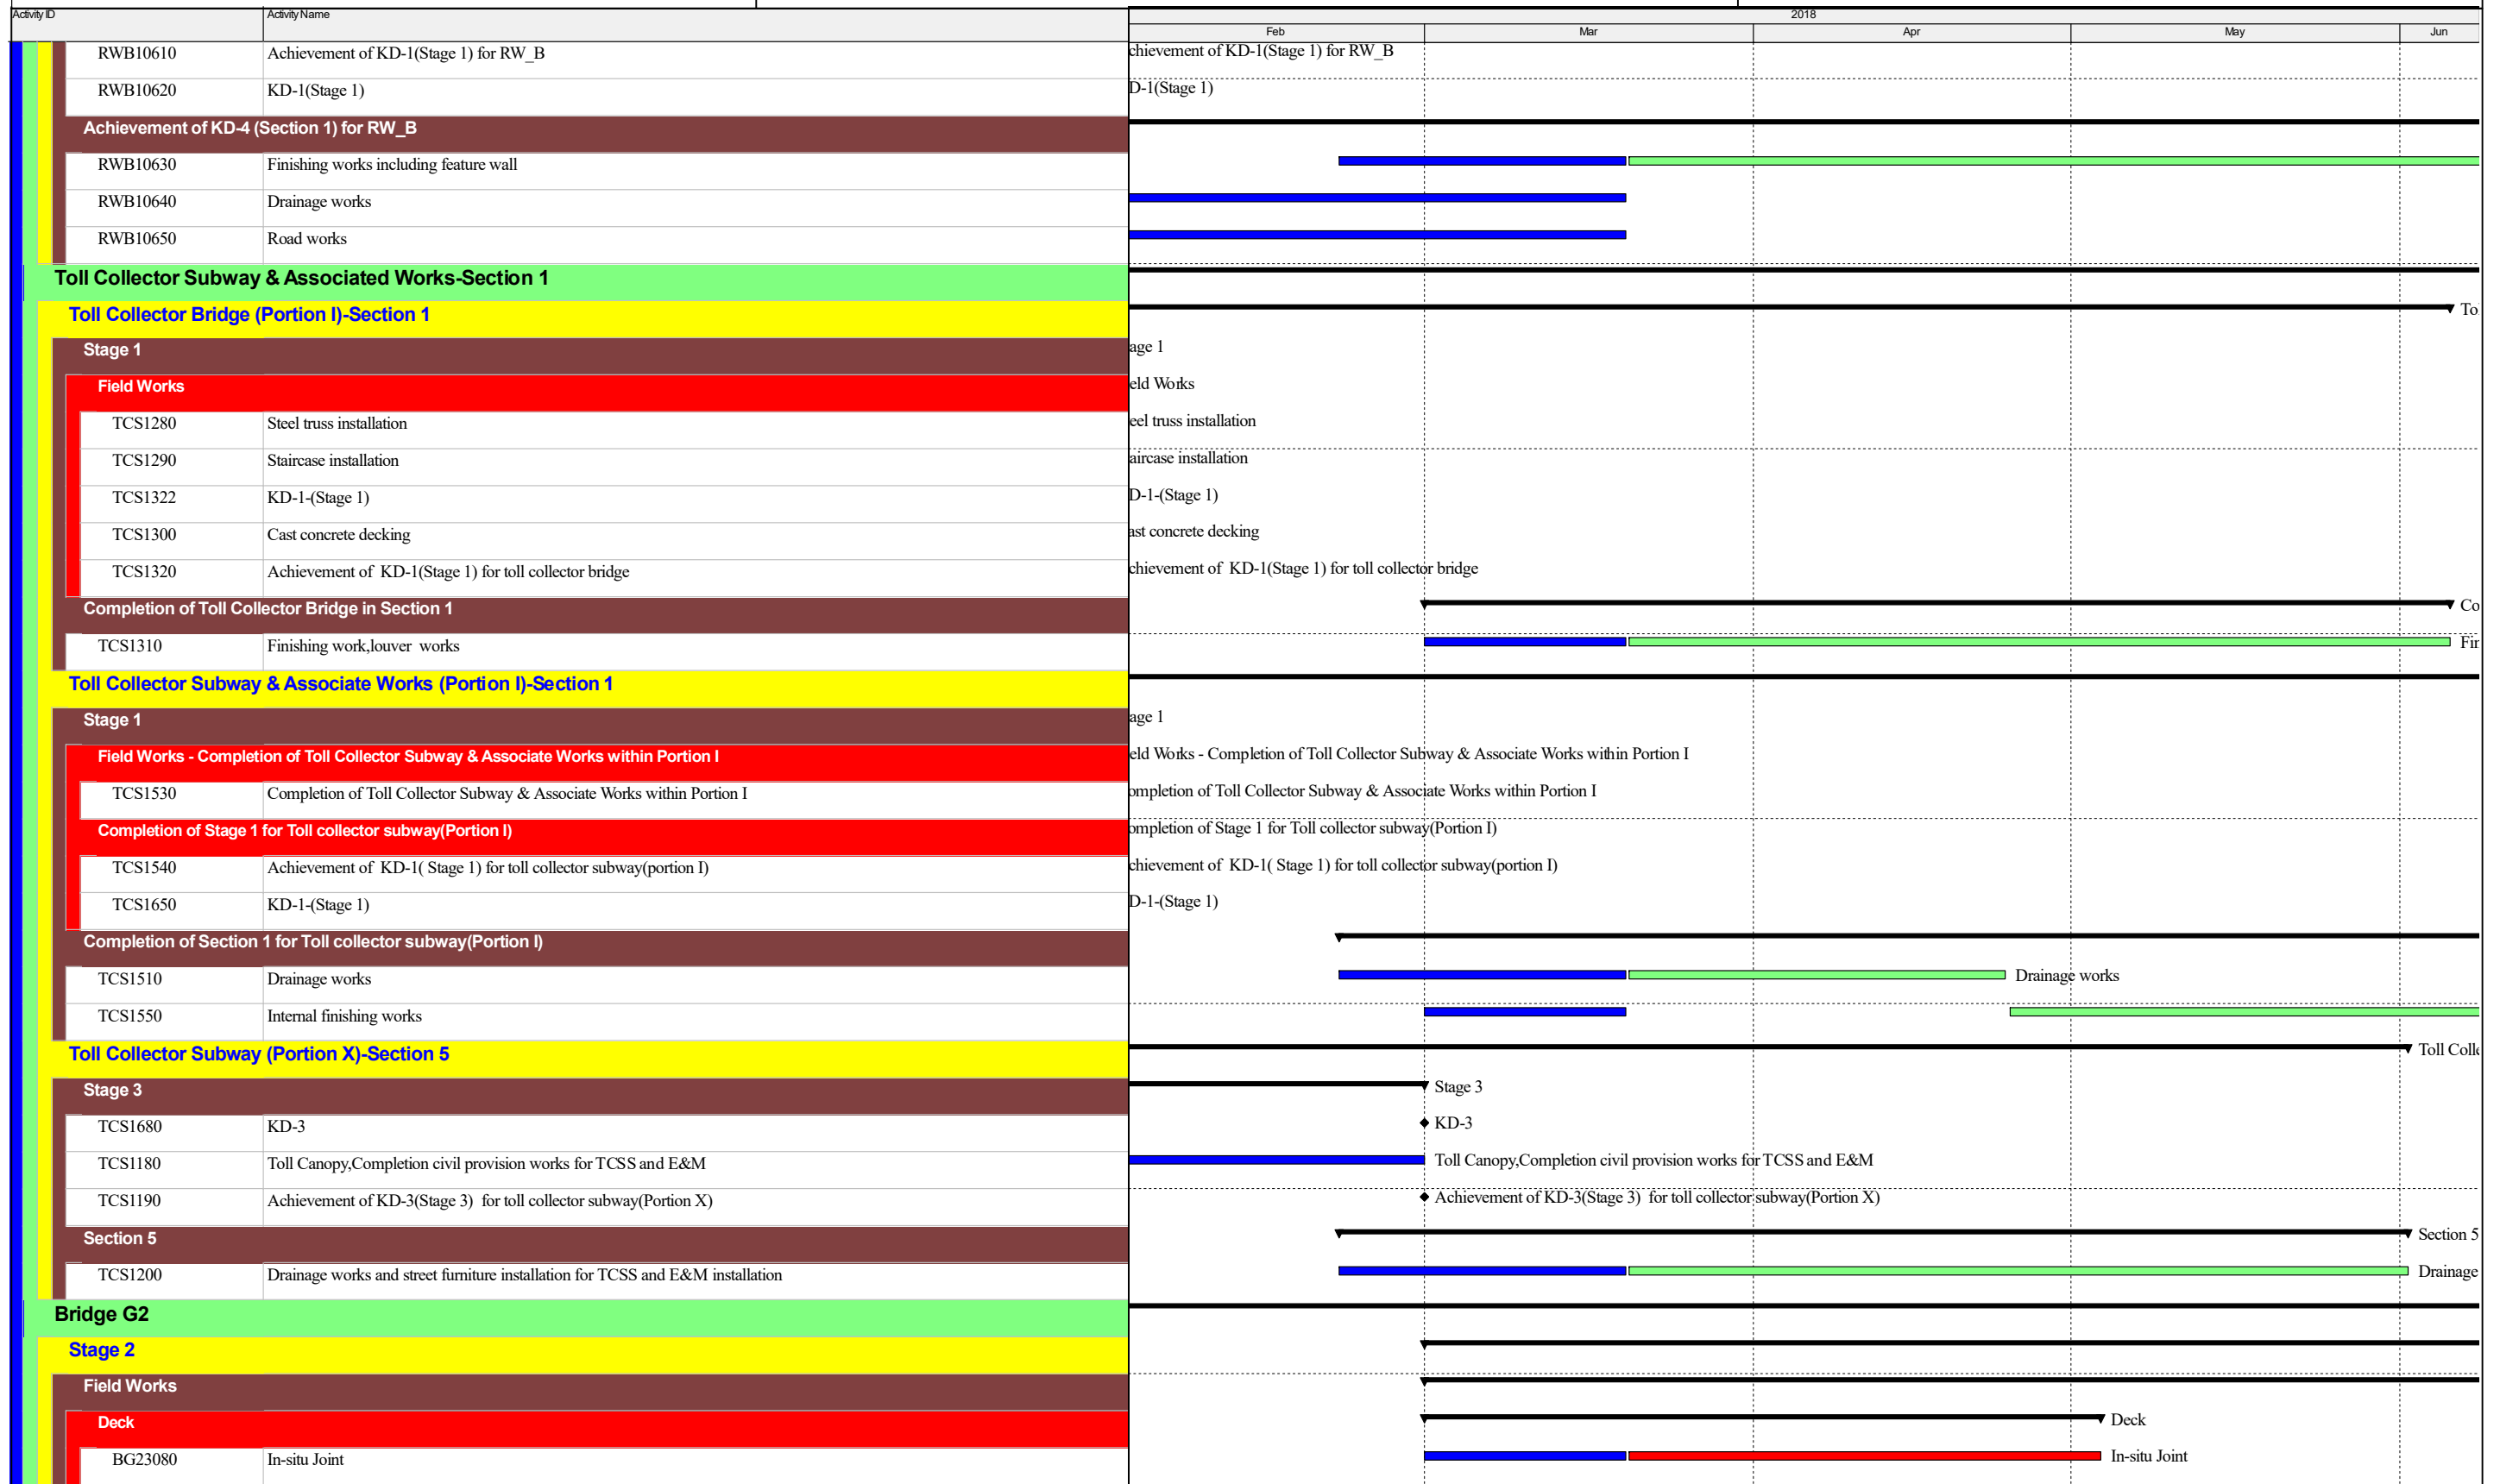 Activity ID Activity Name 2018
Feb Mar Apr May Jun
RWB10610 Achievement of KD-1(Stage 1) for RW_B chievement of KD-1(Stage 1) for RW_B
RWB10620 KD-1(Stage 1) D-1(Stage 1)
Achievement of KD-4 (Section 1) for RW_B
RWB10630 Finishing works including feature wall
RWB10640 Drainage works
RWB10650 Road works
Toll Collector Subway & Associated Works-Section 1
Toll Collector Bridge (Portion I)-Section 1 To
Stage 1 age 1
Field Works eld Works
TCS1280 Steel truss installation eel truss installation
TCS1290 Staircase installation aircase installation
TCS1322 KD-1-(Stage 1) D-1-(Stage 1)
TCS1300 Cast concrete decking ast concrete decking
TCS1320 Achievement of KD-1(Stage 1) for toll collector bridge chievement of KD-1(Stage 1) for toll collector bridge
Completion of Toll Collector Bridge in Section 1 Co
TCS1310 Finishing work,louver works Fir
Toll Collector Subway & Associate Works (Portion I)-Section 1
Stage 1 age 1
Field Works - Completion of Toll Collector Subway & Associate Works within Portion I eld Works - Completion of Toll Collector Subway & Associate Works within Portion I
TCS1530 Completion of Toll Collector Subway & Associate Works within Portion I ompletion of Toll Collector Subway & Associate Works within Portion I
Completion of Stage 1 for Toll collector subway(Portion I) ompletion of Stage 1 for Toll collector subway(Portion I)
TCS1540 Achievement of KD-1( Stage 1) for toll collector subway(portion I) chievement of KD-1( Stage 1) for toll collector subway(portion I)
TCS1650 KD-1-(Stage 1) D-1-(Stage 1)
Completion of Section 1 for Toll collector subway(Portion I)
TCS1510 Drainage works Drainage works
TCS1550 Internal finishing works
Toll Collector Subway (Portion X)-Section 5 Toll Colle
Stage 3 Stage 3
TCS1680 KD-3 KD-3
TCS1180 Toll Canopy,Completion civil provision works for TCSS and E&M Toll Canopy,Completion civil provision works for TCSS and E&M
TCS1190 Achievement of KD-3(Stage 3) for toll collector subway(Portion X) Achievement of KD-3(Stage 3) for toll collector subway(Portion X)
Section 5 Section 5
TCS1200 Drainage works and street furniture installation for TCSS and E&M installation Drainage
Bridge G2
Stage 2
Field Works
Deck Deck
BG23080 In-situ Joint In-situ Joint